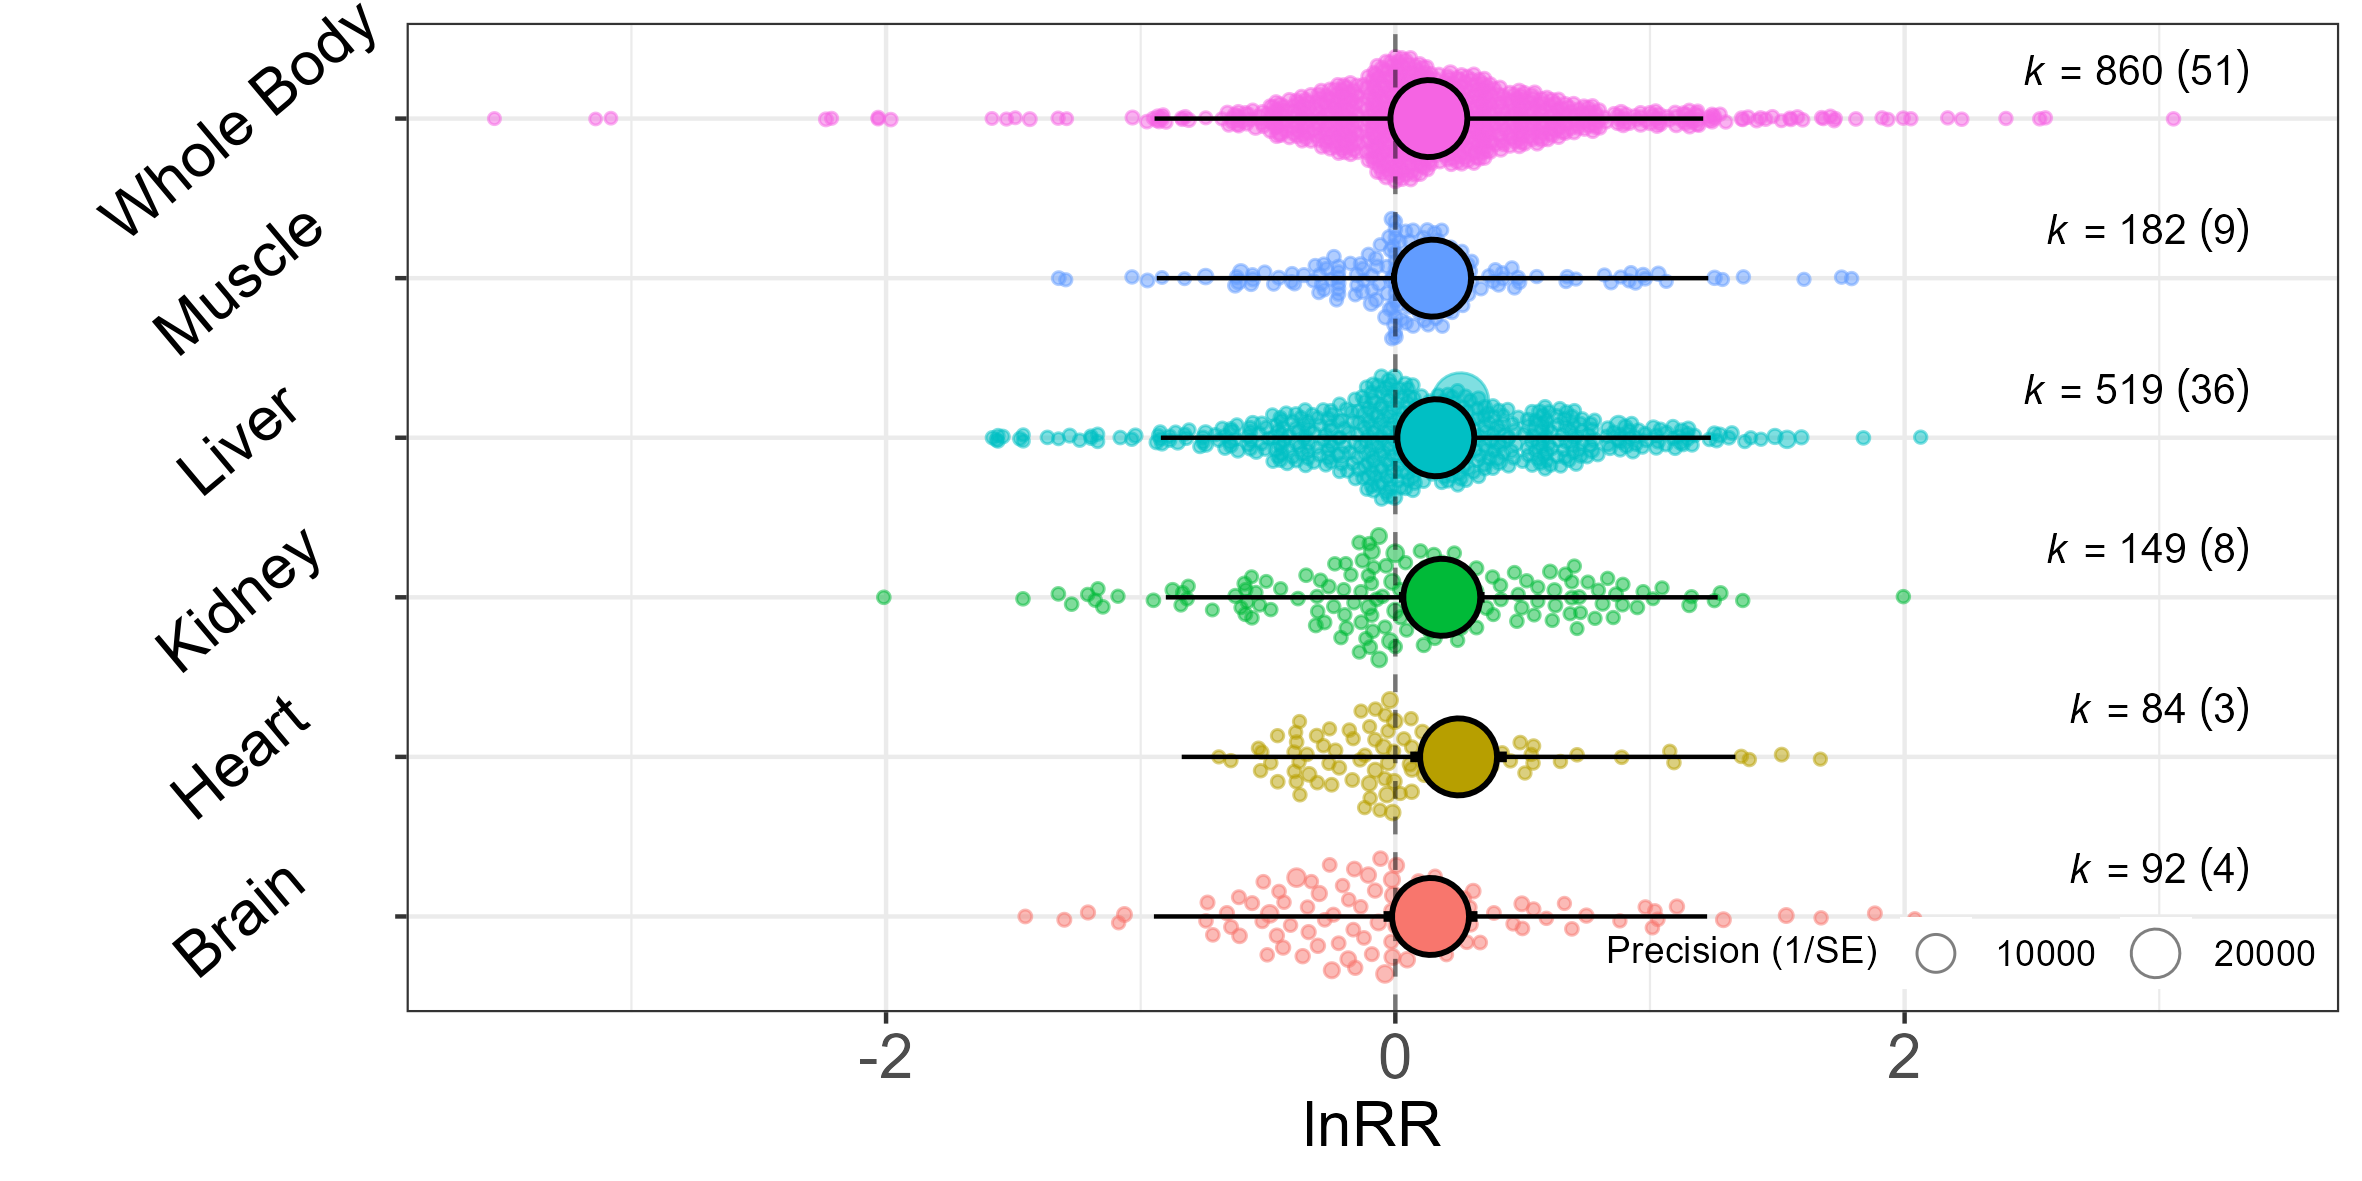 Whole Body
k = 860 (51)
Muscle
k = 182 (9)
Liver
k = 519 (36)
Kidney
k = 149 (8)
Heart
k = 84 (3)
Brain
k = 92 (4)
Precision (1/SE) 10000 20000
-2 0 2
lnRR